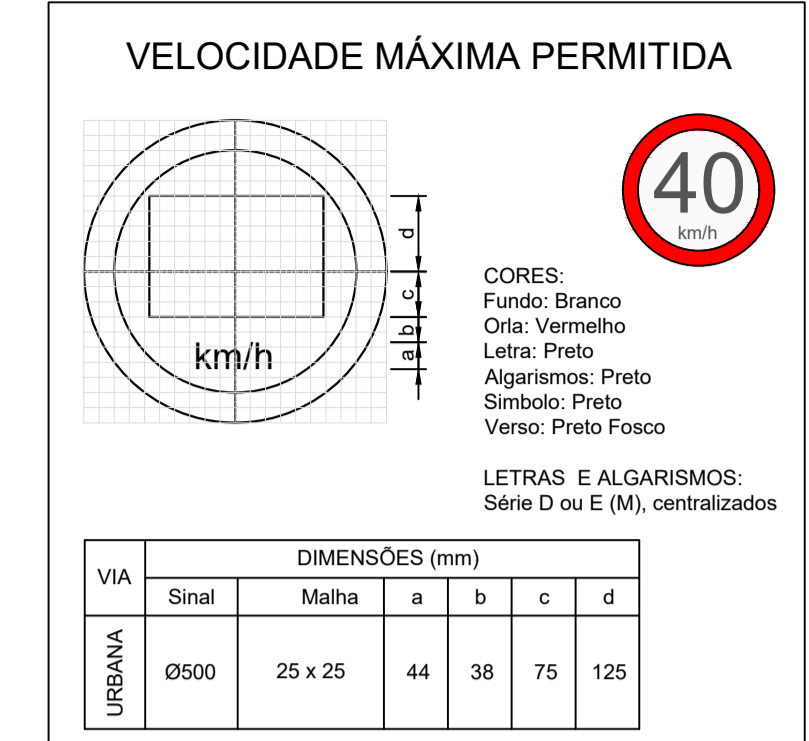 VELOCIDADE MÁXIMA PERMITIDA
40
km/h
d
c
b
a
km/h
CORES:
Fundo: Branco
Orla: Vermelho
Letra: Preto
Algarismos: Preto
Simbolo: Preto
Verso: Preto Fosco
LETRAS E ALGARISMOS:
Série D ou E (M), centralizados
VIA DIMENSÕES (mm)
Sinal Malha a b c d
URBANA Ø500 25 x 25 44 38 75 125